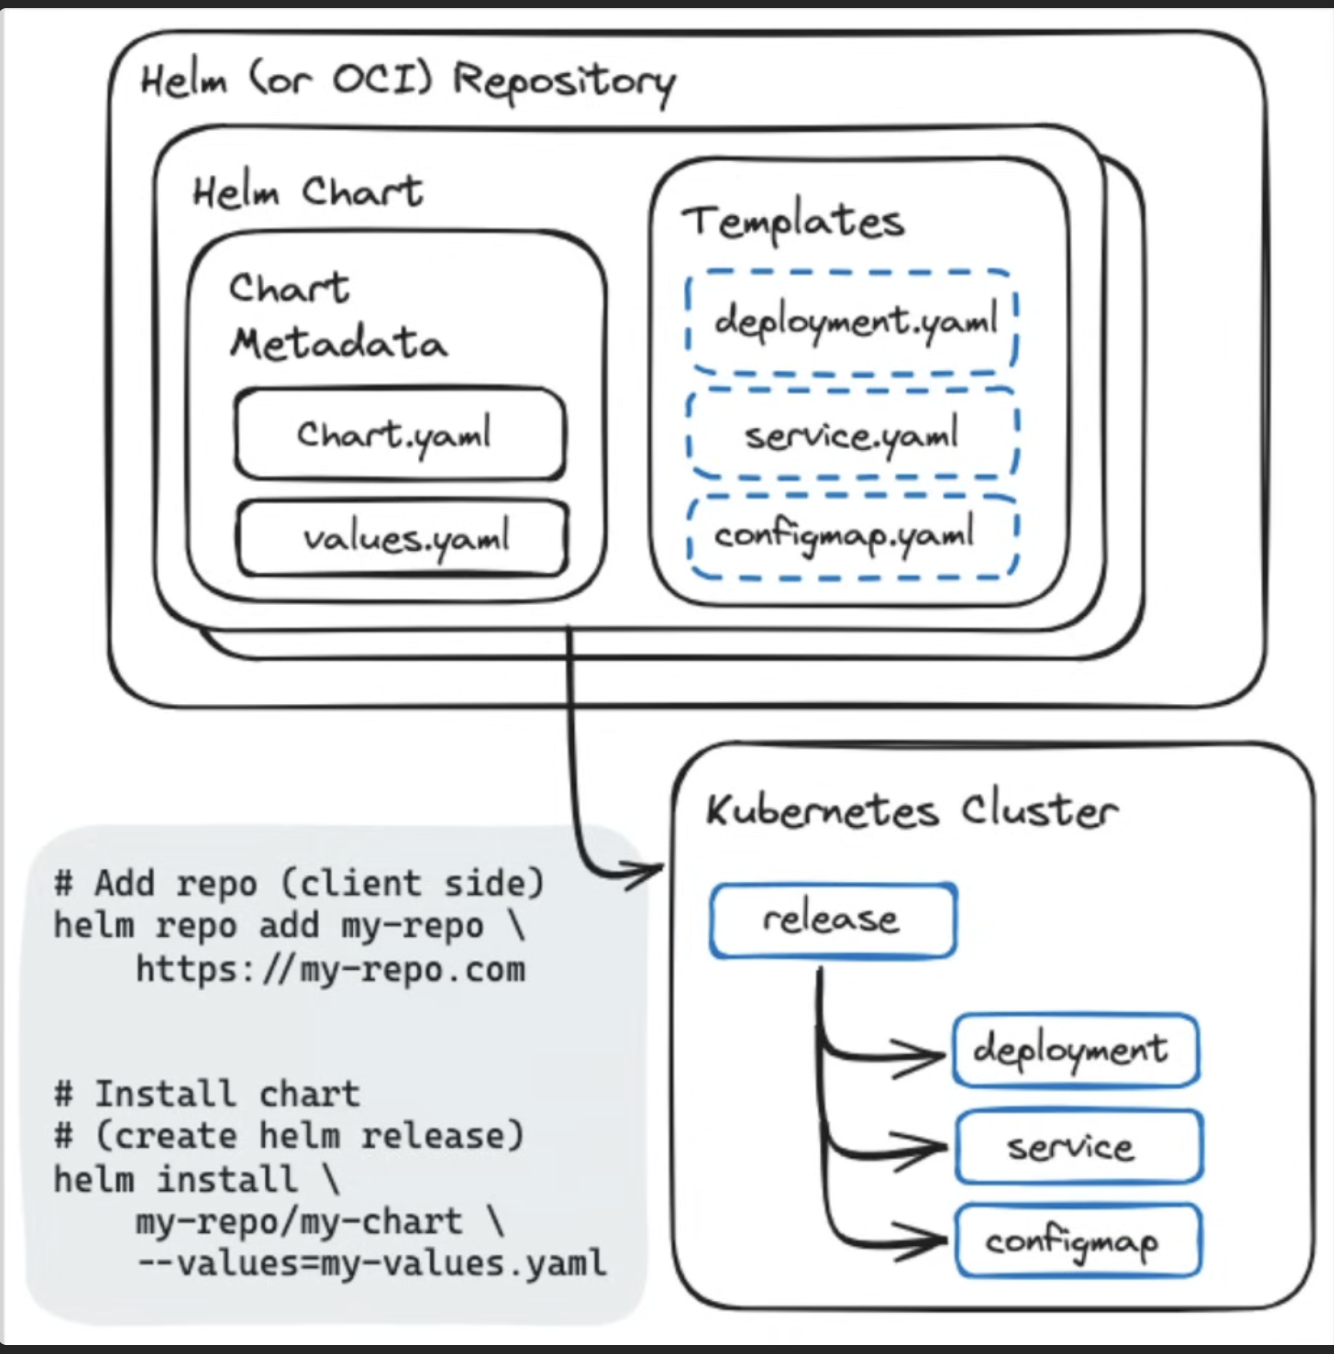 Helm (or OCI) Repository
Helm Chart
Chart
Metadata
Chart.yaml
values.yaml
Templates
deployment.yaml
service.yaml
configmap.yaml
# Add repo (client side)
helm repo add my-repo \
    https://my-repo.com
# Install chart
# (create helm release)
helm install \
    my-repo/my-chart \
    --values=my-values.yaml
Kubernetes Cluster
release
deployment
service
configmap